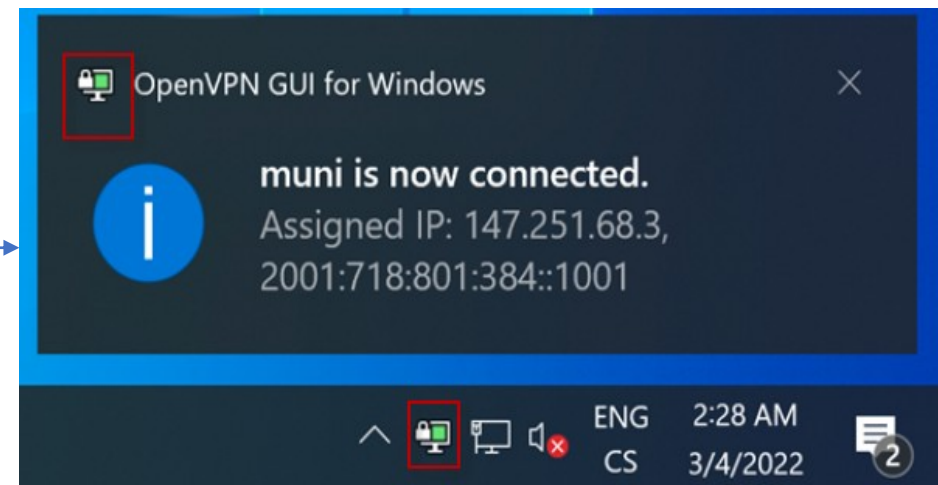 OpenVPN GUI for Windows
muni is now connected.
Assigned IP: 147.251.68.3,
2001:718:801:384::1001
ENG
CS
2:28 AM
3/4/2022
2